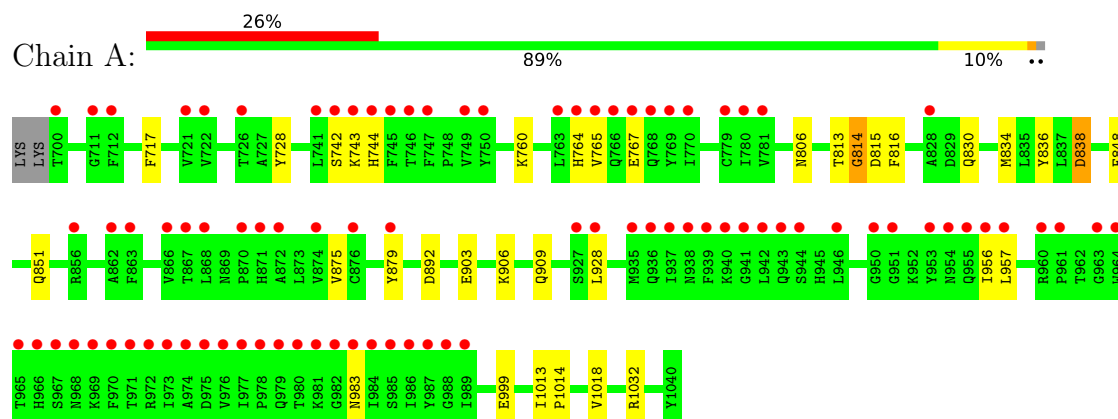 26%
Chain A:
89% 10% ••
LYS LYS T700 G711 F712 F717 V721 V722 T726 A727 Y728 L741 S742 K743 H744 F745 T746 F747 P748 V749 Y750 K760 L763 H764 V765 Q766 E767 Q768 Y769 I770 C779 I780 V781 N806 T813 G814 D815 F816 A828 D829 Q830 M834 L835 Y836 L837 D838
Q851 R856 A862 F863 V866 T867 L868 N869 P870 H871 A872 L873 V874 V875 C876 Y879 D892 E903 K906 Q909 S927 L928 M935 Q936 I937 N938 F939 K940 G941 L942 Q943 S944 H945 L946 G950 G951 K952 Y953 N954 Q955 I956 L957 R960 P961 T962 G963
T965 H966 S967 N968 K969 F970 T971 R972 I973 A974 D975 V976 I977 P978 Q979 T980 K981 G982 N983 I984 S985 I986 Y987 G988 I989 E999 I1013 P1014 V1018 R1032 Y1040